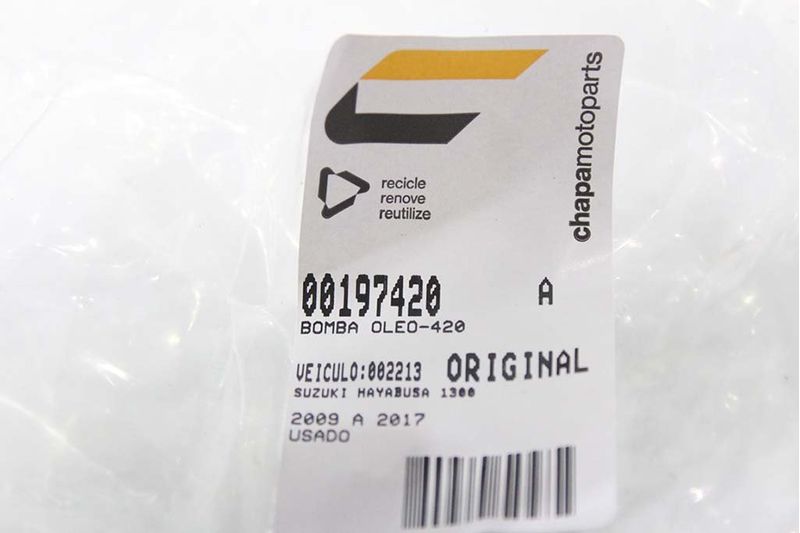 chapamotoparts
recicle
renove
reutilize
00197420 A
BOMBA OLEO-420
VEICULO:002213 ORIGINAL
SUZUKI HAYABUSA 1300
2009 A 2017
USADO